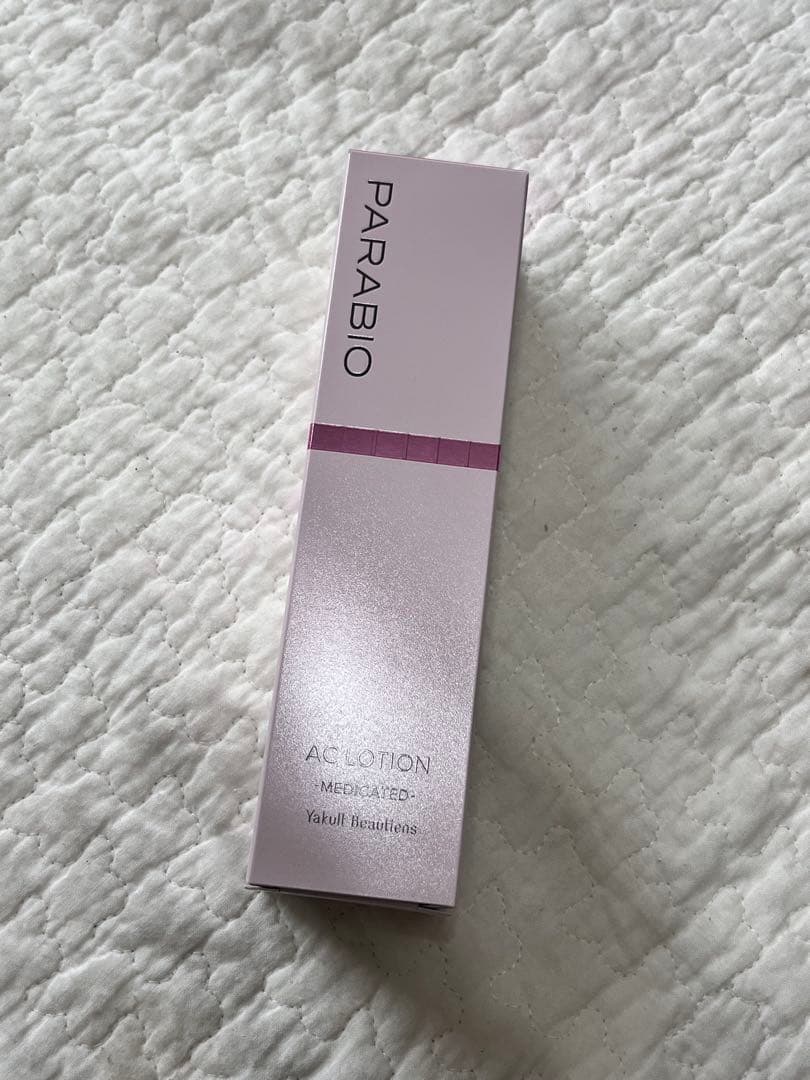 PARABIO
AC LOTION
-MEDICATED-
Yakult Beautiens